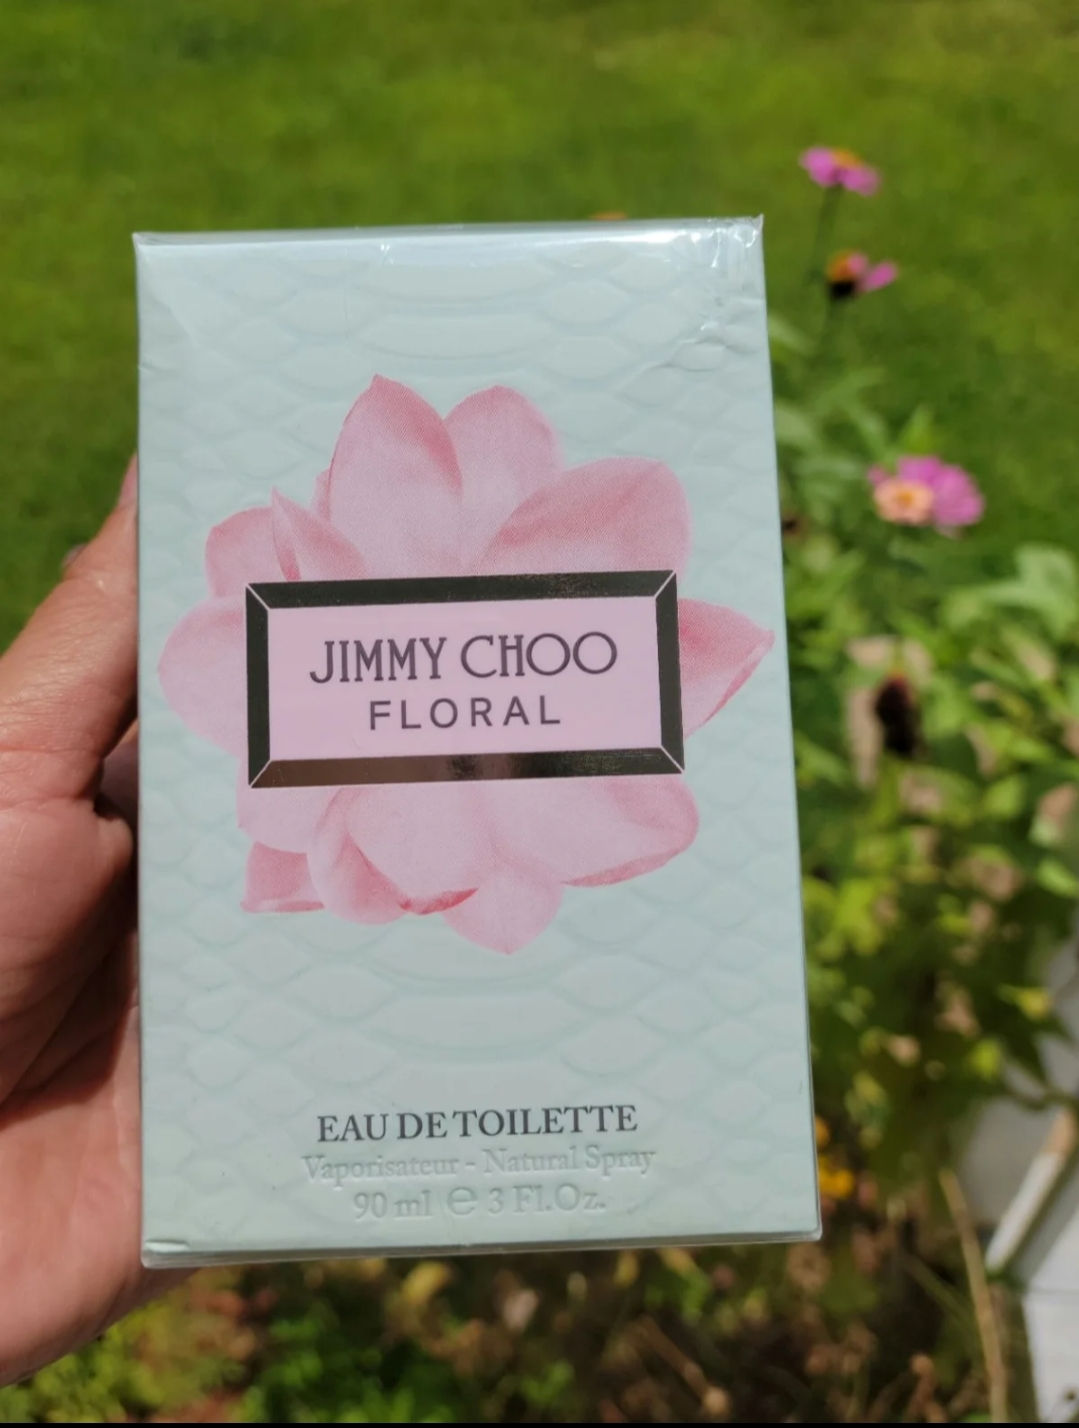 JIMMY CHOO
FLORAL
EAU DE TOILETTE
Vaporisateur - Natural Spray
90 ml ℮ 3 Fl.Oz.